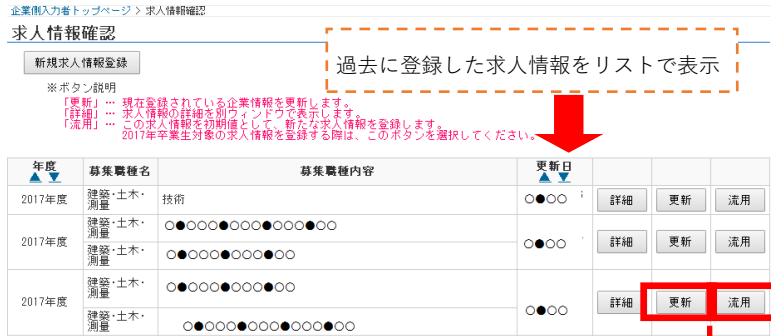 企業側入力者トップページ > 求人情報確認
求人情報確認
新規求人情報登録
過去に登録した求人情報をリストで表示
※ボタン説明
「更新」… 現在登録されている企業情報を更新します。
「詳細」… 求人情報の詳細を別ウィンドウで表示します。
「流用」… この求人情報を初期値として、新たな求人情報を登録します。
2017年卒業生対象の求人情報を登録する際は、このボタンを選択してください。
年度 募集職種名 募集職種内容 更新日
▲▼ ▲▼
2017年度 建築・土木・測量 技術 ○●○○ 詳細 更新 流用
2017年度 建築・土木・測量 ○●○○○●○○○●○○○●○○ ○●○○ 詳細 更新 流用
建築・土木・測量 ○●○○○●○○○●○○
2017年度 建築・土木・測量 ○●○○○●○○○●○○ ○●○○ 詳細 更新 流用
建築・土木・測量 ○●○○○●○○○●○○○●○○